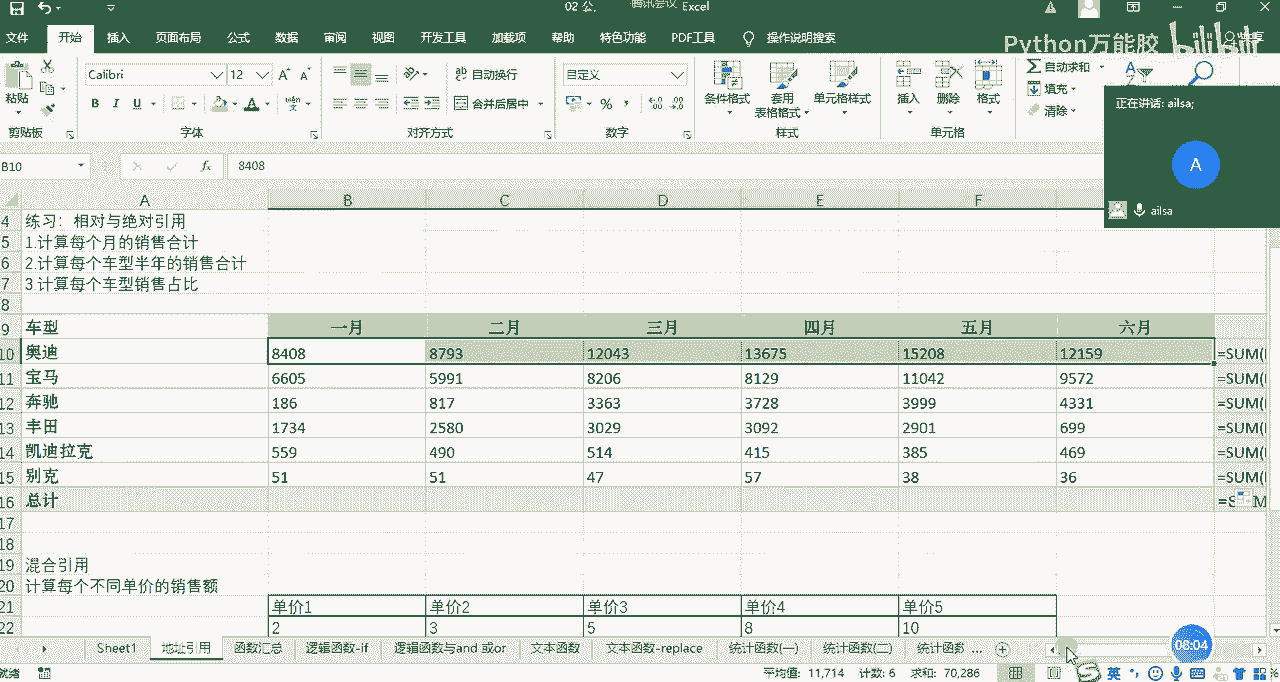 02 公. 腾讯会议 Excel
文件 开始 插入 页面布局 公式 数据 审阅 视图 开发工具 加载项 帮助 特色功能 PDF工具 操作说明搜索
Python万能胶 bilibili
Calibri 12 自动换行 自定义 自动求和
粘贴 B I U 合并后居中 % 条件格式 套用 表格格式 单元格样式 插入 删除 格式 填充 清除
剪贴板 字体 对齐方式 数字 样式 单元格
正在讲话: ailsa;
A
ailsa
B10 fx 8408
A B C D E F
4 练习：相对与绝对引用
5 1.计算每个月的销售合计
6 2.计算每个车型半年的销售合计
7 3 计算每个车型销售占比
8
9 车型 一月 二月 三月 四月 五月 六月
10 奥迪 8408 8793 12043 13675 15208 12159 =SUM(
11 宝马 6605 5991 8206 8129 11042 9572 =SUM(
12 奔驰 186 817 3363 3728 3999 4331 =SUM(
13 丰田 1734 2580 3029 3092 2901 699 =SUM(
14 凯迪拉克 559 490 514 415 385 469 =SUM(
15 别克 51 51 47 57 38 36 =SUM(
16 总计
17
18
19 混合引用
20 计算每个不同单价的销售额
21 单价1 单价2 单价3 单价4 单价5
22 2 3 5 8 10
Sheet1 地址引用 函数汇总 逻辑函数-if 逻辑函数与and 或or 文本函数 文本函数-replace 统计函数(一) 统计函数(二) 统计函数 ...
08:04
就绪 平均值: 11,714 计数: 6 求和: 70,286 英